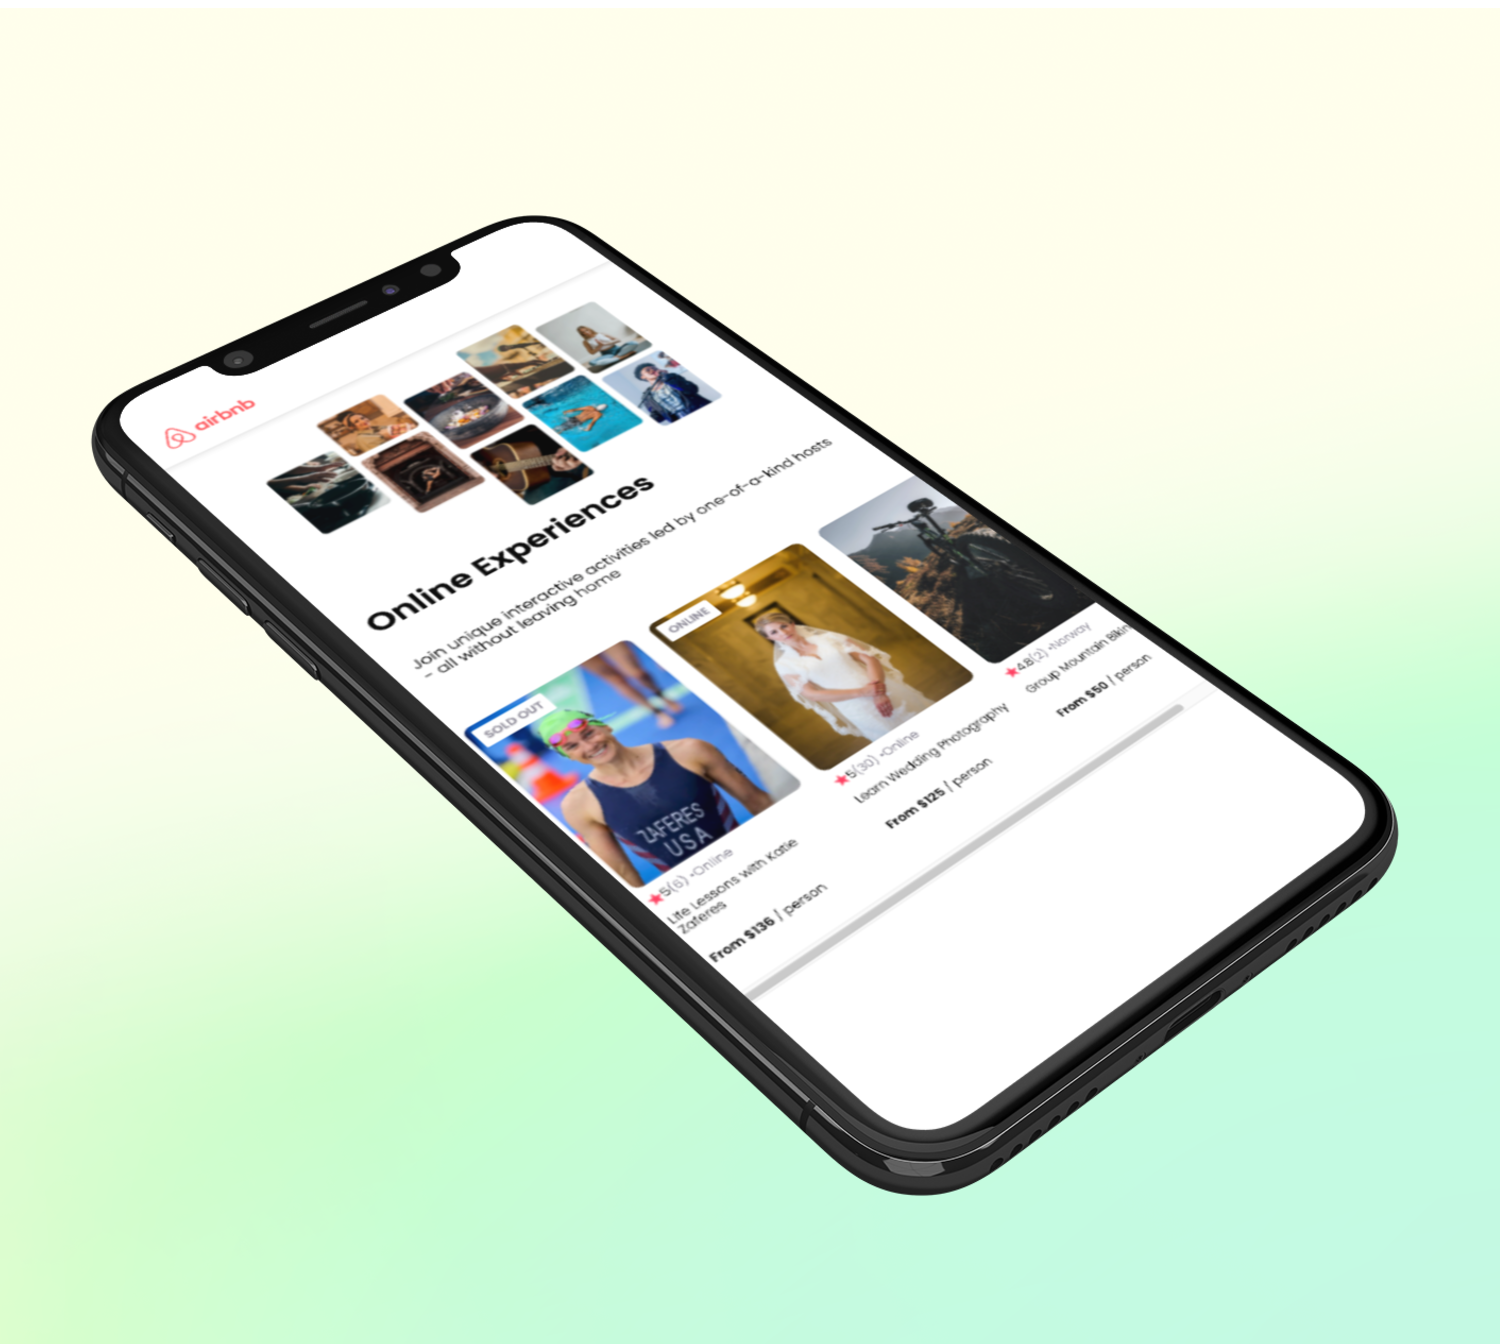 airbnb
Online Experiences
Join unique interactive activities led by one-of-a-kind hosts
- all without leaving home
SOLD OUT
ZAFERES
USA
★5(6) •Online
Life Lessons with Katie
Zaferes
From $136 / person
ONLINE
★5(30) •Online
Learn Wedding Photography
From $125 / person
★4.8(2) •Norway
Group Mountain Bikin
From $50 / person